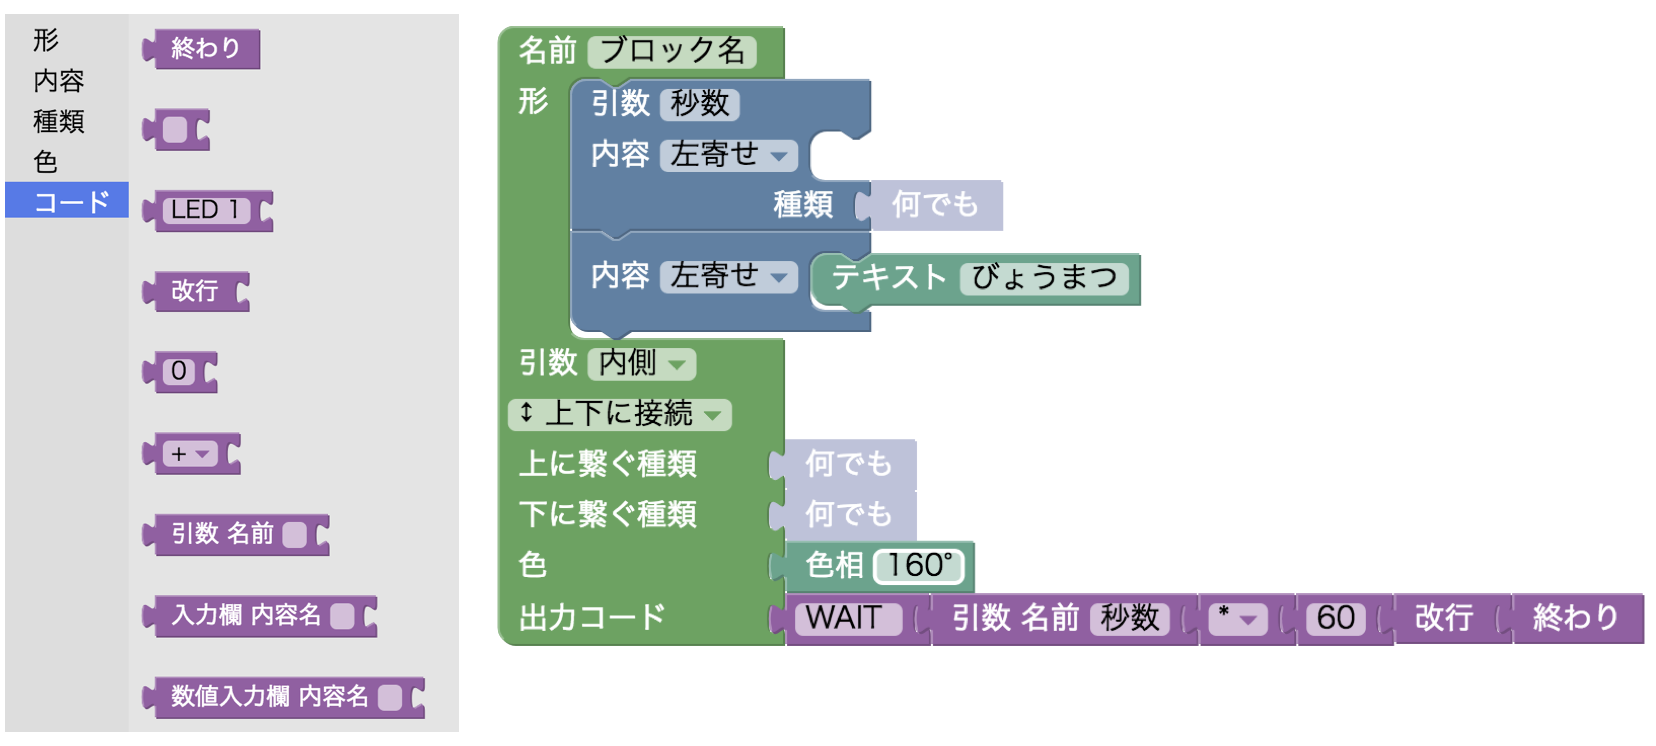 形
内容
種類
色
コード
終わり
LED 1
改行
0
+
引数 名前
入力欄 内容名
数値入力欄 内容名
名前 ブロック名
形 引数 秒数
内容 左寄せ
種類 何でも
内容 左寄せ テキスト びょうまつ
引数 内側
↕ 上下に接続
上に繋ぐ種類 何でも
下に繋ぐ種類 何でも
色 色相 160°
出力コード WAIT 引数 名前 秒数 * 60 改行 終わり